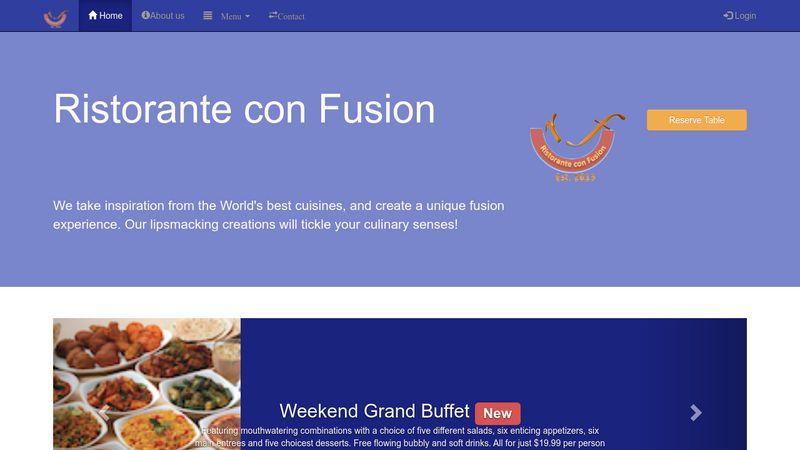 Home
About us
Menu
Contact
Login
Ristorante con Fusion
Ristorante con Fusion
Est. 2013
Reserve Table
We take inspiration from the World's best cuisines, and create a unique fusion
experience. Our lipsmacking creations will tickle your culinary senses!
Weekend Grand Buffet New
Featuring mouthwatering combinations with a choice of five different salads, six enticing appetizers, six
main entrees and five choicest desserts. Free flowing bubbly and soft drinks. All for just $19.99 per person